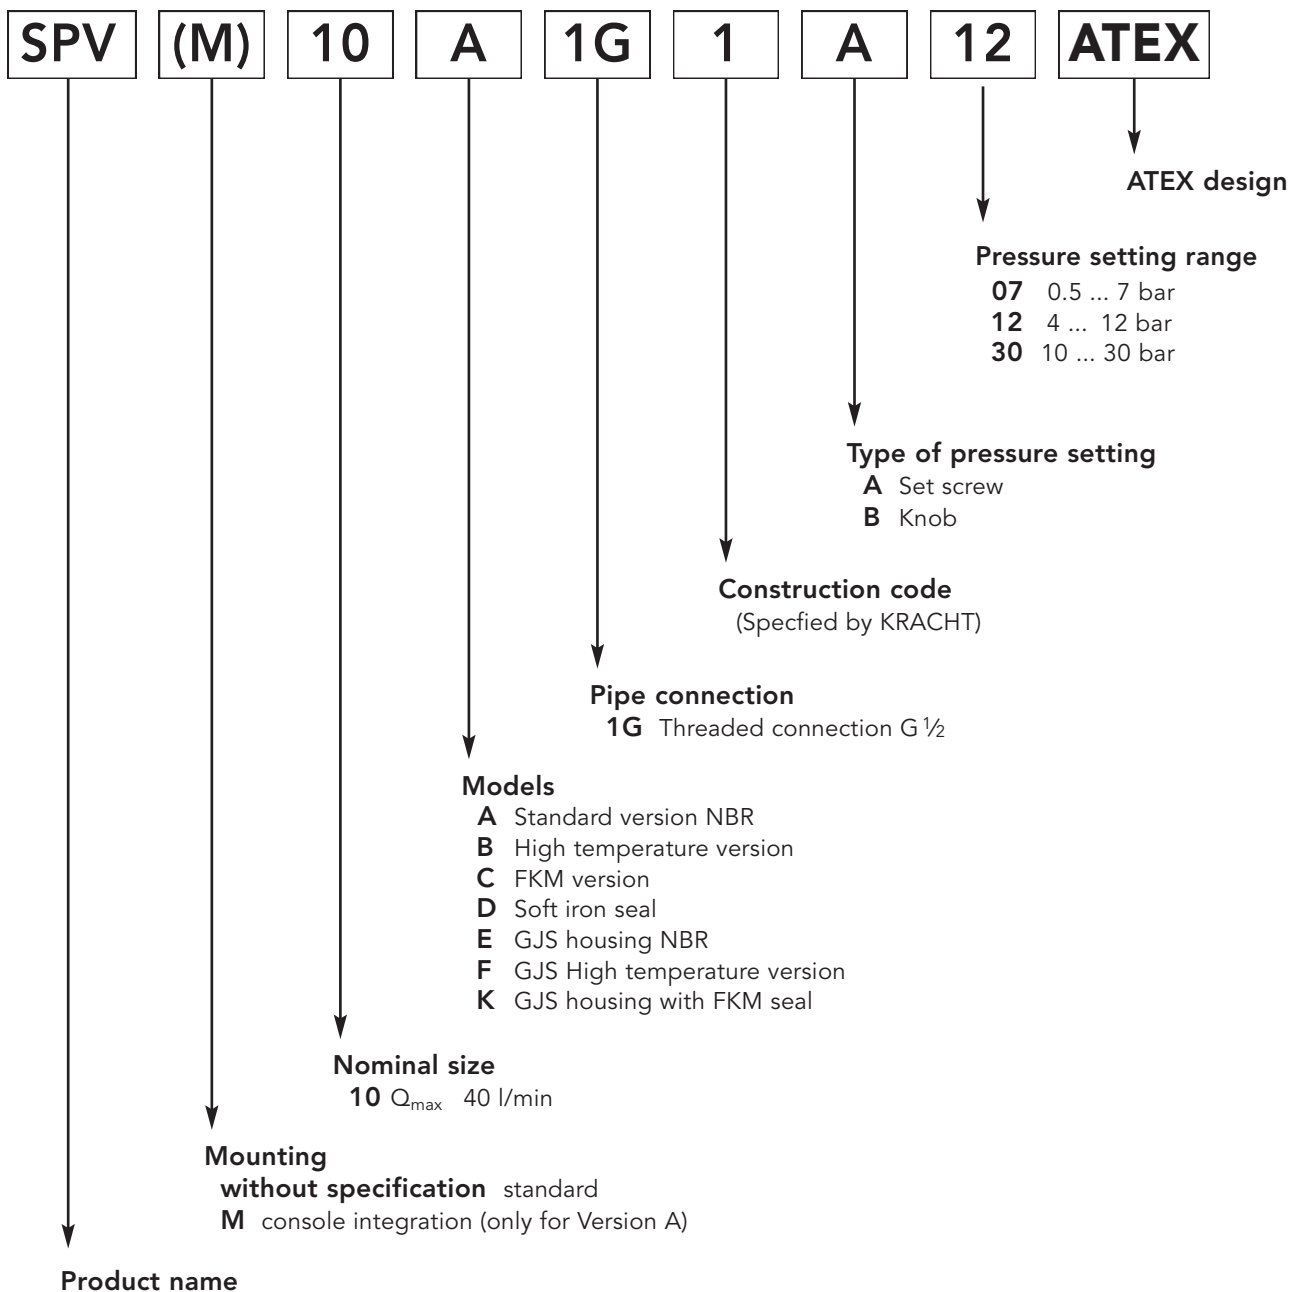 SPV (M) 10 A 1G 1 A 12 ATEX
ATEX design
Pressure setting range
07 0.5 ... 7 bar
12 4 ... 12 bar
30 10 ... 30 bar
Type of pressure setting
A Set screw
B Knob
Construction code
(Specfied by KRACHT)
Pipe connection
1G Threaded connection G ½
Models
A Standard version NBR
B High temperature version
C FKM version
D Soft iron seal
E GJS housing NBR
F GJS High temperature version
K GJS housing with FKM seal
Nominal size
10 Qmax 40 l/min
Mounting
without specification standard
M console integration (only for Version A)
Product name